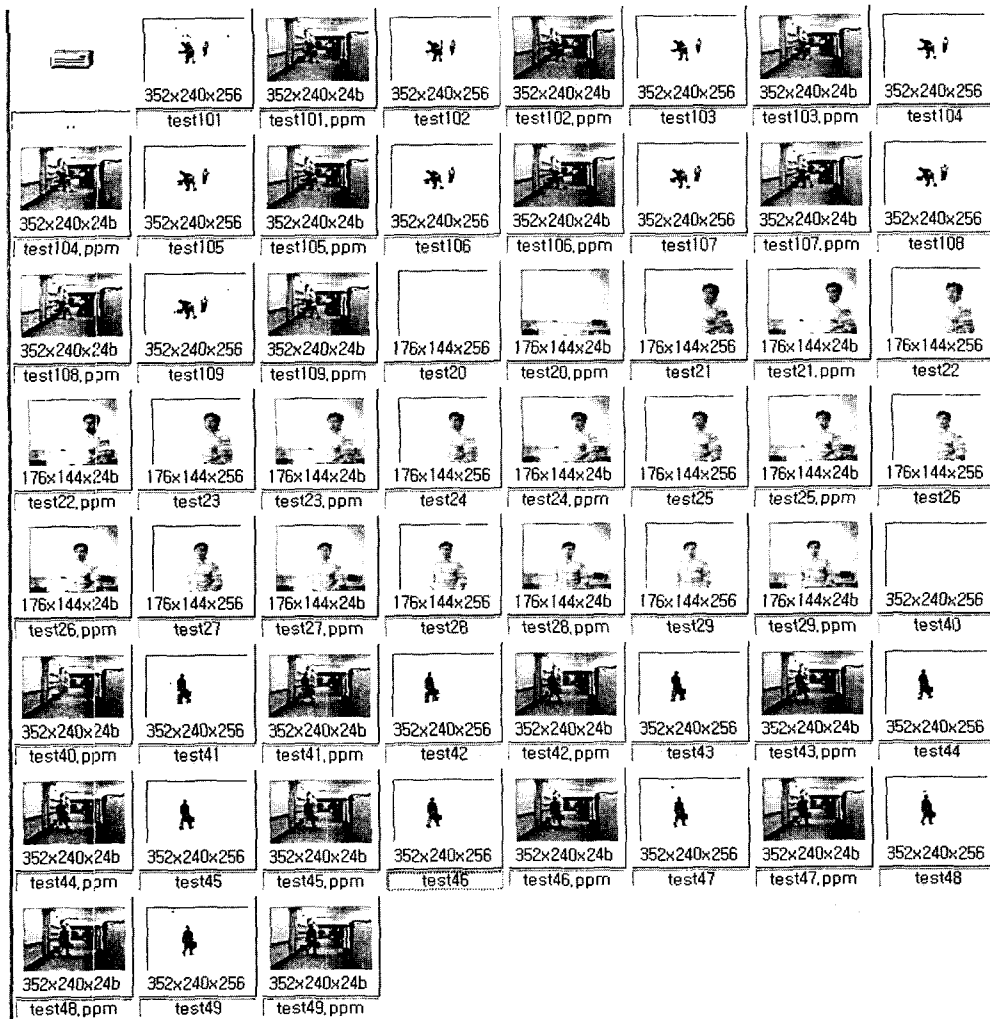 352x240x256 352x240x24b 352x240x256 352x240x24b 352x240x256 352x240x24b 352x240x256
.. test101 test101.ppm test102 test102.ppm test103 test103.ppm test104
352x240x24b 352x240x256 352x240x24b 352x240x256 352x240x24b 352x240x256 352x240x24b 352x240x256
test104.ppm test105 test105.ppm test106 test106.ppm test107 test107.ppm test108
352x240x24b 352x240x256 352x240x24b 176x144x256 176x144x24b 176x144x256 176x144x24b 176x144x256
test108.ppm test109 test109.ppm test20 test20.ppm test21 test21.ppm test22
176x144x24b 176x144x256 176x144x24b 176x144x256 176x144x24b 176x144x256 176x144x24b 176x144x256
test22.ppm test23 test23.ppm test24 test24.ppm test25 test25.ppm test26
176x144x24b 176x144x256 176x144x24b 176x144x256 176x144x24b 176x144x256 176x144x24b 352x240x256
test26.ppm test27 test27.ppm test28 test28.ppm test29 test29.ppm test40
352x240x24b 352x240x256 352x240x24b 352x240x256 352x240x24b 352x240x256 352x240x24b 352x240x256
test40.ppm test41 test41.ppm test42 test42.ppm test43 test43.ppm test44
352x240x24b 352x240x256 352x240x24b 352x240x256 352x240x24b 352x240x256 352x240x24b 352x240x256
test44.ppm test45 test45.ppm test46 test46.ppm test47 test47.ppm test48
352x240x24b 352x240x256 352x240x24b
test48.ppm test49 test49.ppm